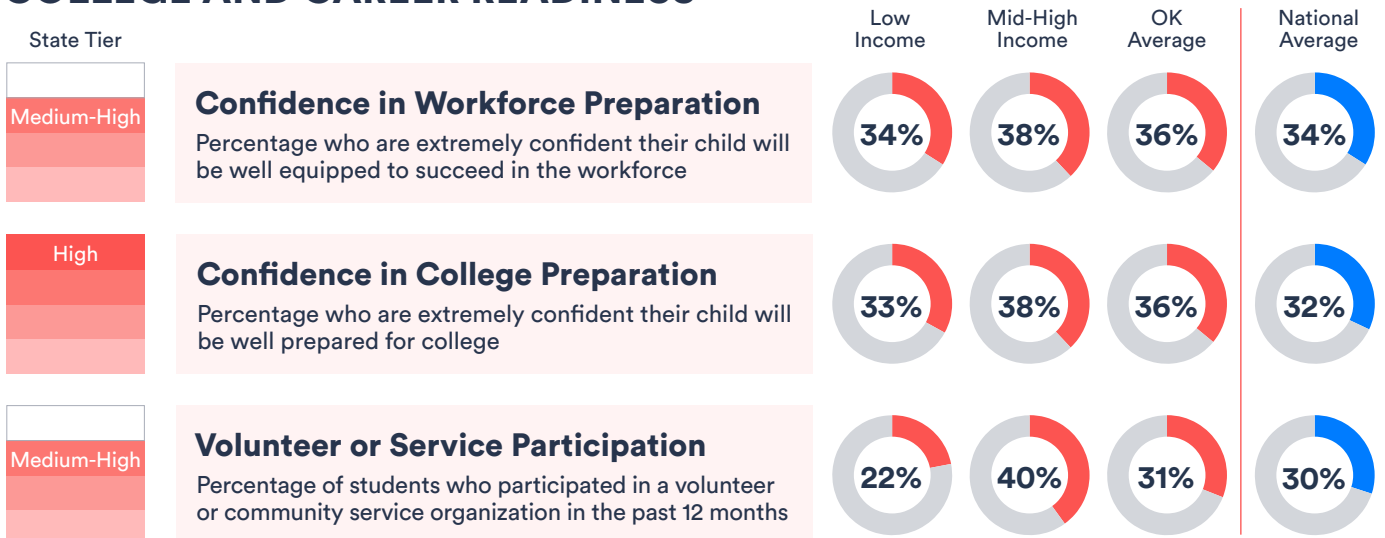 COLLEGE AND CAREER READINESS
State Tier
Low
Income
Mid-High
Income
OK
Average
National
Average
Medium-High
Confidence in Workforce Preparation
Percentage who are extremely confident their child will
be well equipped to succeed in the workforce
34%
38%
36%
34%
High
Confidence in College Preparation
Percentage who are extremely confident their child will
be well prepared for college
33%
38%
36%
32%
Medium-High
Volunteer or Service Participation
Percentage of students who participated in a volunteer
or community service organization in the past 12 months
22%
40%
31%
30%